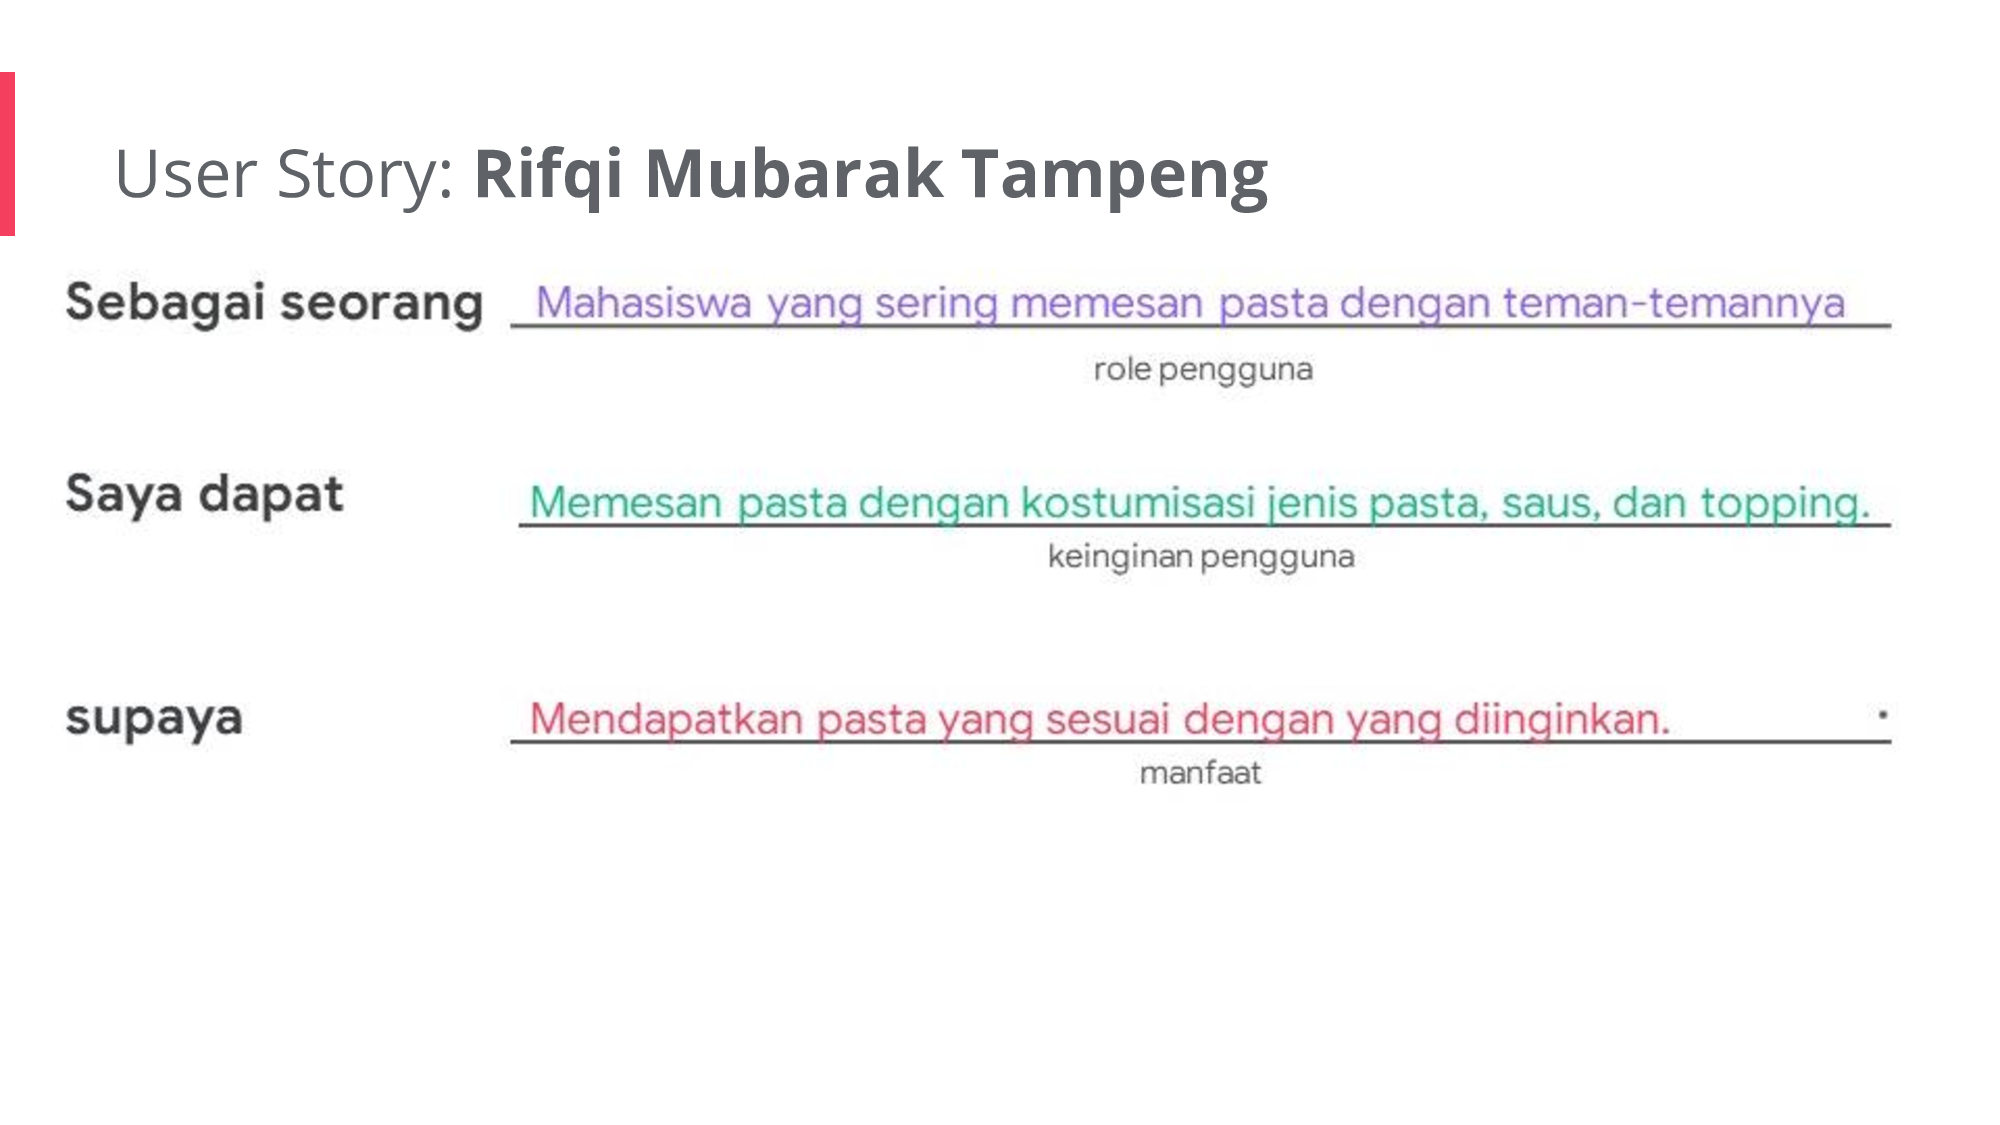 User Story: Rifqi Mubarak Tampeng
Sebagai seorang Mahasiswa yang sering memesan pasta dengan teman-temannya
role pengguna
Saya dapat Memesan pasta dengan kostumisasi jenis pasta, saus, dan topping.
keinginan pengguna
supaya Mendapatkan pasta yang sesuai dengan yang diinginkan. .
manfaat